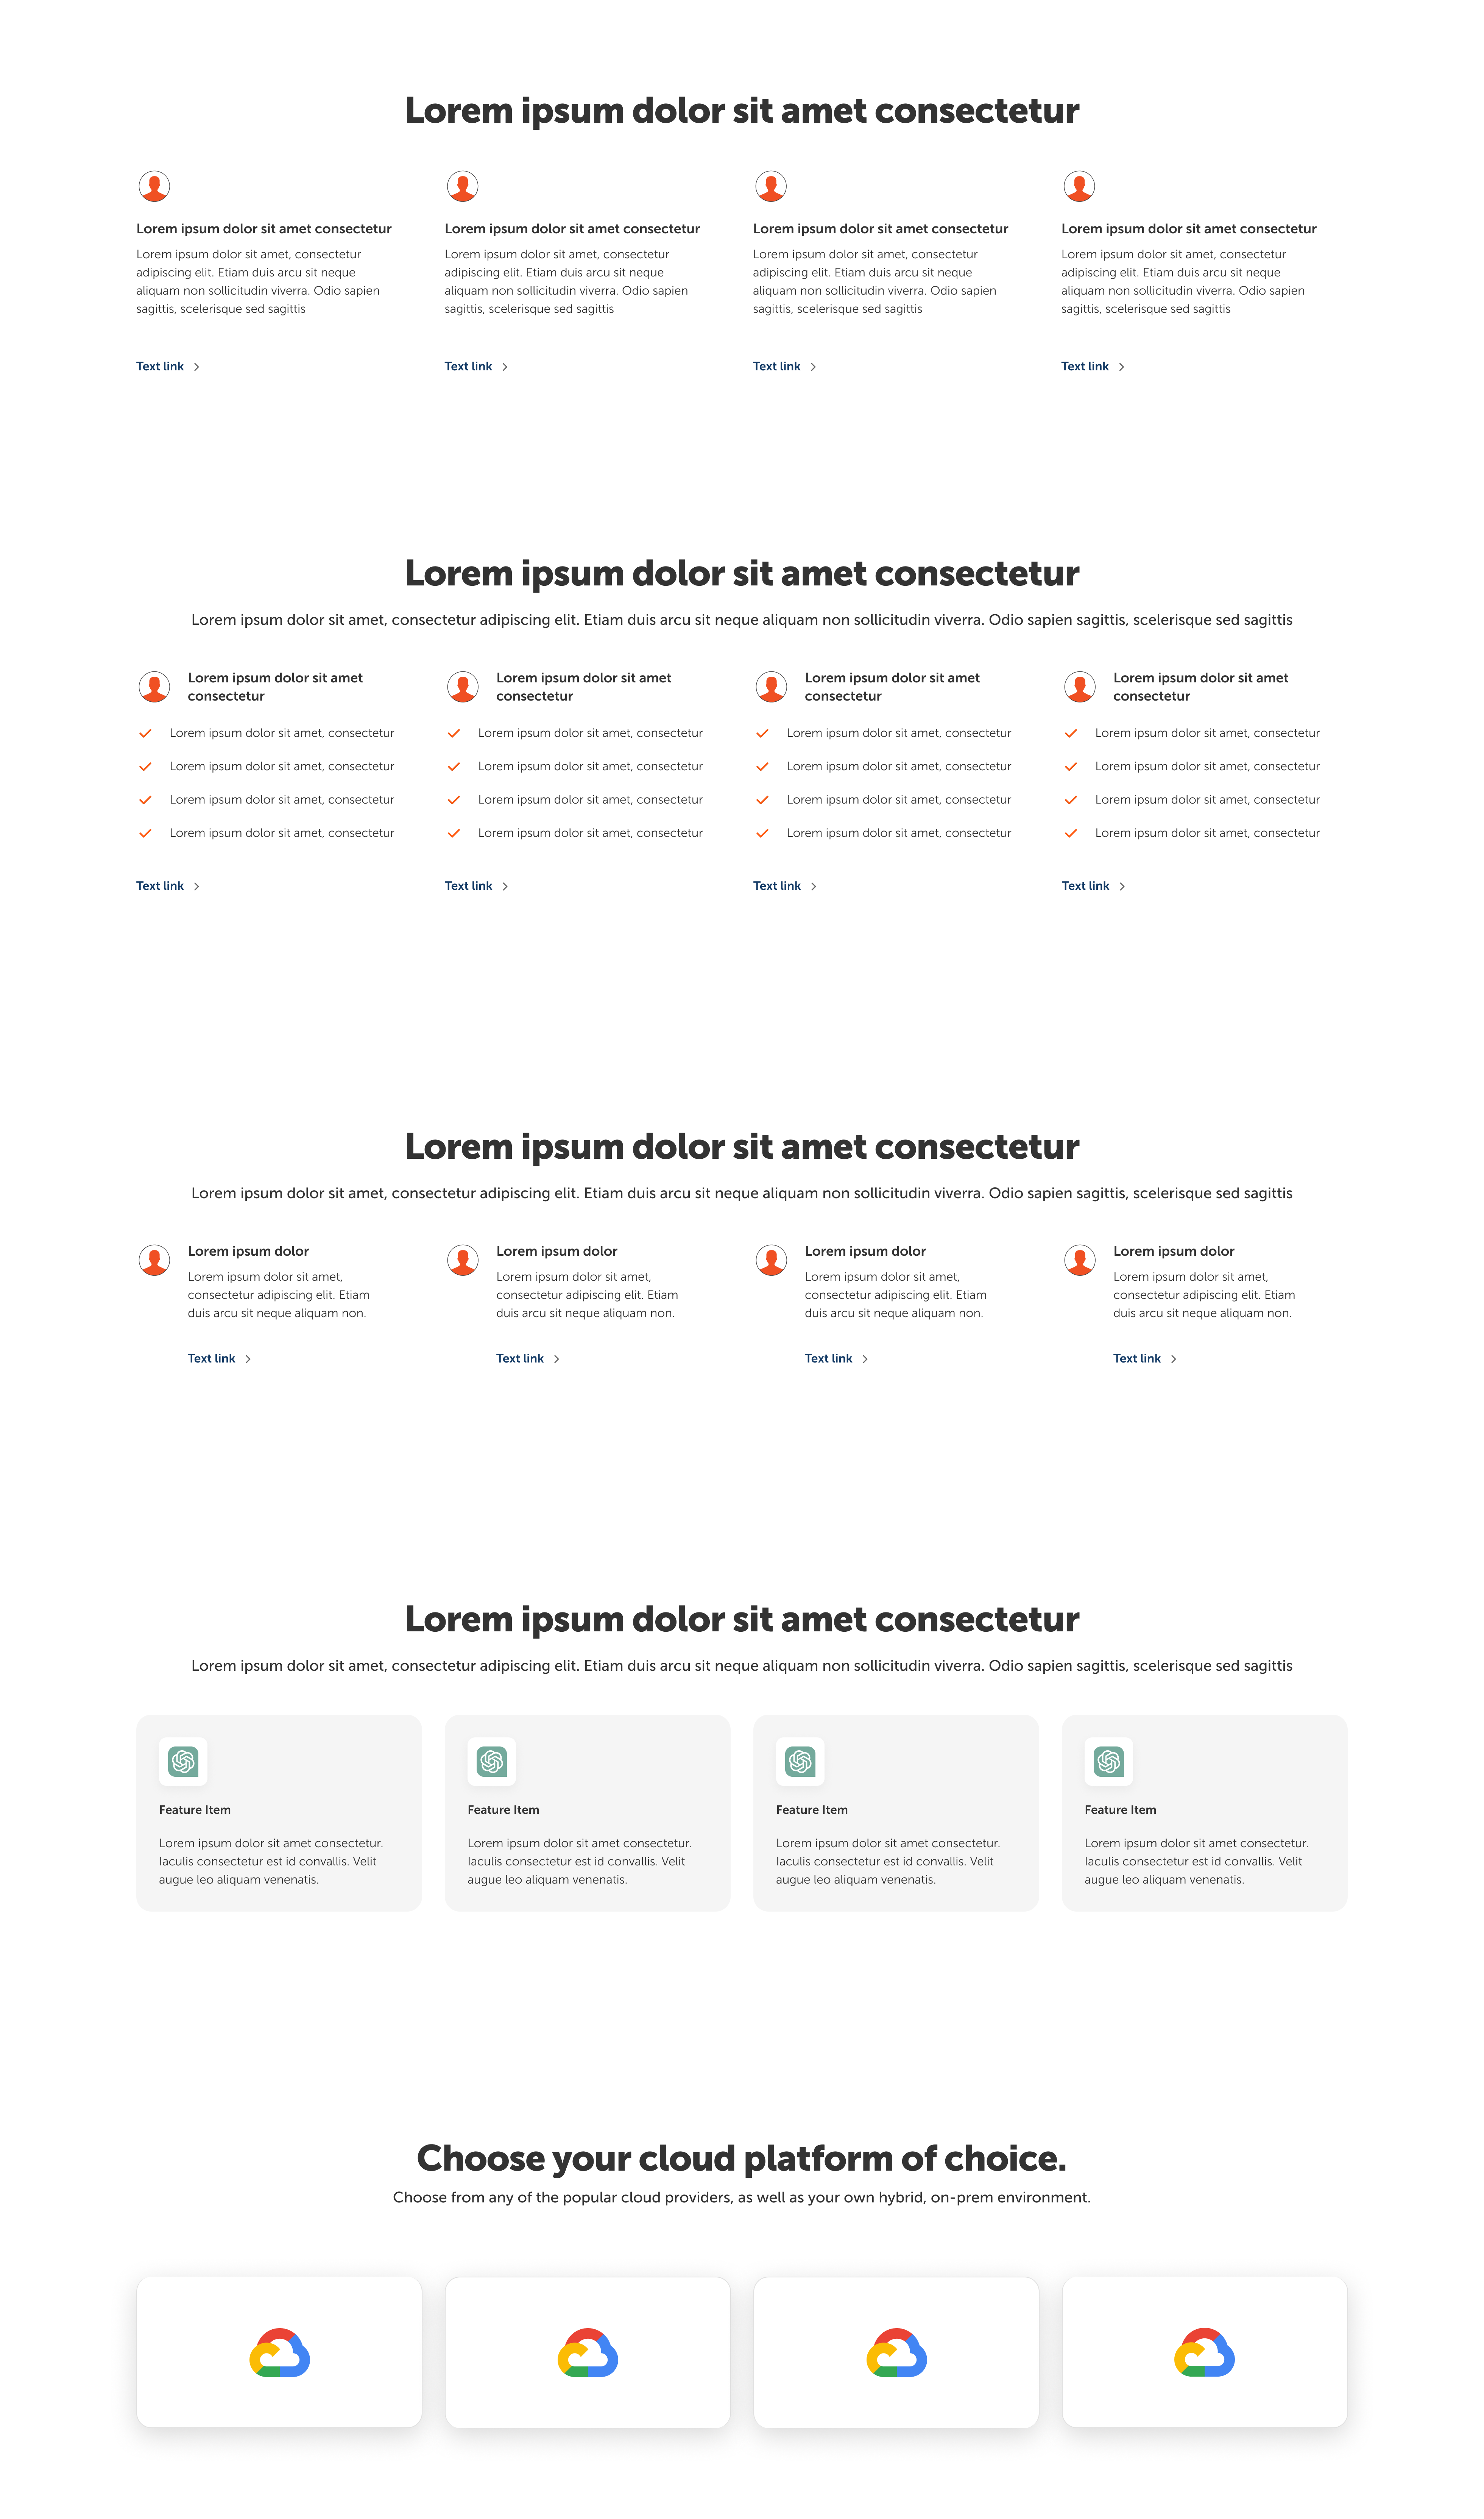 Lorem ipsum dolor sit amet consectetur
Lorem ipsum dolor sit amet consectetur
Lorem ipsum dolor sit amet, consectetur
adipiscing elit. Etiam duis arcu sit neque
aliquam non sollicitudin viverra. Odio sapien
sagittis, scelerisque sed sagittis
Text link
Lorem ipsum dolor sit amet consectetur
Lorem ipsum dolor sit amet, consectetur
adipiscing elit. Etiam duis arcu sit neque
aliquam non sollicitudin viverra. Odio sapien
sagittis, scelerisque sed sagittis
Text link
Lorem ipsum dolor sit amet consectetur
Lorem ipsum dolor sit amet, consectetur
adipiscing elit. Etiam duis arcu sit neque
aliquam non sollicitudin viverra. Odio sapien
sagittis, scelerisque sed sagittis
Text link
Lorem ipsum dolor sit amet consectetur
Lorem ipsum dolor sit amet, consectetur
adipiscing elit. Etiam duis arcu sit neque
aliquam non sollicitudin viverra. Odio sapien
sagittis, scelerisque sed sagittis
Text link
Lorem ipsum dolor sit amet consectetur
Lorem ipsum dolor sit amet, consectetur adipiscing elit. Etiam duis arcu sit neque aliquam non sollicitudin viverra. Odio sapien sagittis, scelerisque sed sagittis
Lorem ipsum dolor sit amet
consectetur
Lorem ipsum dolor sit amet, consectetur
Lorem ipsum dolor sit amet, consectetur
Lorem ipsum dolor sit amet, consectetur
Lorem ipsum dolor sit amet, consectetur
Text link
Lorem ipsum dolor sit amet
consectetur
Lorem ipsum dolor sit amet, consectetur
Lorem ipsum dolor sit amet, consectetur
Lorem ipsum dolor sit amet, consectetur
Lorem ipsum dolor sit amet, consectetur
Text link
Lorem ipsum dolor sit amet
consectetur
Lorem ipsum dolor sit amet, consectetur
Lorem ipsum dolor sit amet, consectetur
Lorem ipsum dolor sit amet, consectetur
Lorem ipsum dolor sit amet, consectetur
Text link
Lorem ipsum dolor sit amet
consectetur
Lorem ipsum dolor sit amet, consectetur
Lorem ipsum dolor sit amet, consectetur
Lorem ipsum dolor sit amet, consectetur
Lorem ipsum dolor sit amet, consectetur
Text link
Lorem ipsum dolor sit amet consectetur
Lorem ipsum dolor sit amet, consectetur adipiscing elit. Etiam duis arcu sit neque aliquam non sollicitudin viverra. Odio sapien sagittis, scelerisque sed sagittis
Lorem ipsum dolor
Lorem ipsum dolor sit amet,
consectetur adipiscing elit. Etiam
duis arcu sit neque aliquam non.
Text link
Lorem ipsum dolor
Lorem ipsum dolor sit amet,
consectetur adipiscing elit. Etiam
duis arcu sit neque aliquam non.
Text link
Lorem ipsum dolor
Lorem ipsum dolor sit amet,
consectetur adipiscing elit. Etiam
duis arcu sit neque aliquam non.
Text link
Lorem ipsum dolor
Lorem ipsum dolor sit amet,
consectetur adipiscing elit. Etiam
duis arcu sit neque aliquam non.
Text link
Lorem ipsum dolor sit amet consectetur
Lorem ipsum dolor sit amet, consectetur adipiscing elit. Etiam duis arcu sit neque aliquam non sollicitudin viverra. Odio sapien sagittis, scelerisque sed sagittis
Feature Item
Lorem ipsum dolor sit amet consectetur.
Iaculis consectetur est id convallis. Velit
augue leo aliquam venenatis.
Feature Item
Lorem ipsum dolor sit amet consectetur.
Iaculis consectetur est id convallis. Velit
augue leo aliquam venenatis.
Feature Item
Lorem ipsum dolor sit amet consectetur.
Iaculis consectetur est id convallis. Velit
augue leo aliquam venenatis.
Feature Item
Lorem ipsum dolor sit amet consectetur.
Iaculis consectetur est id convallis. Velit
augue leo aliquam venenatis.
Choose your cloud platform of choice.
Choose from any of the popular cloud providers, as well as your own hybrid, on-prem environment.